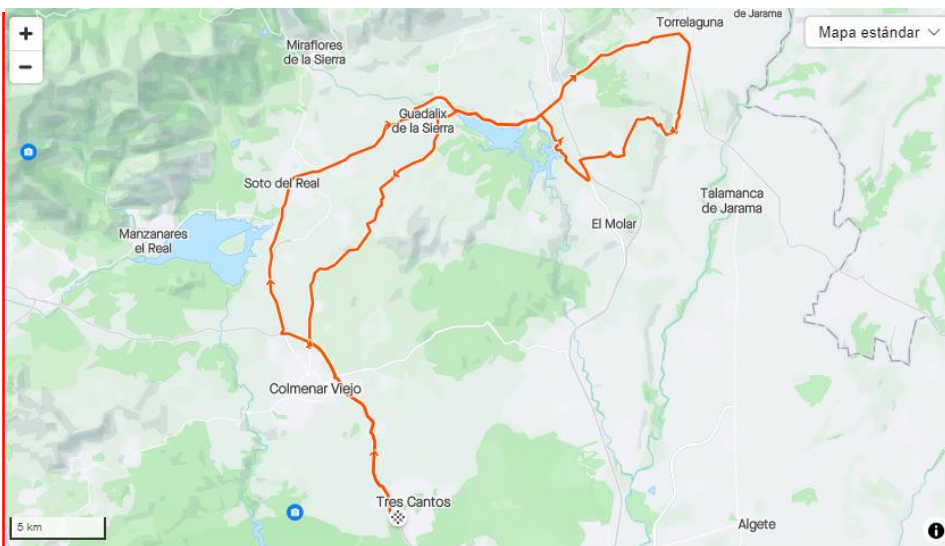 +
−
Torrelaguna
de Jarama
Mapa estándar
Miraflores
de la Sierra
Guadalix
de la Sierra
Soto del Real
Manzanares
el Real
Talamanca
de Jarama
El Molar
Colmenar Viejo
Tres Cantos
5 km
Algete